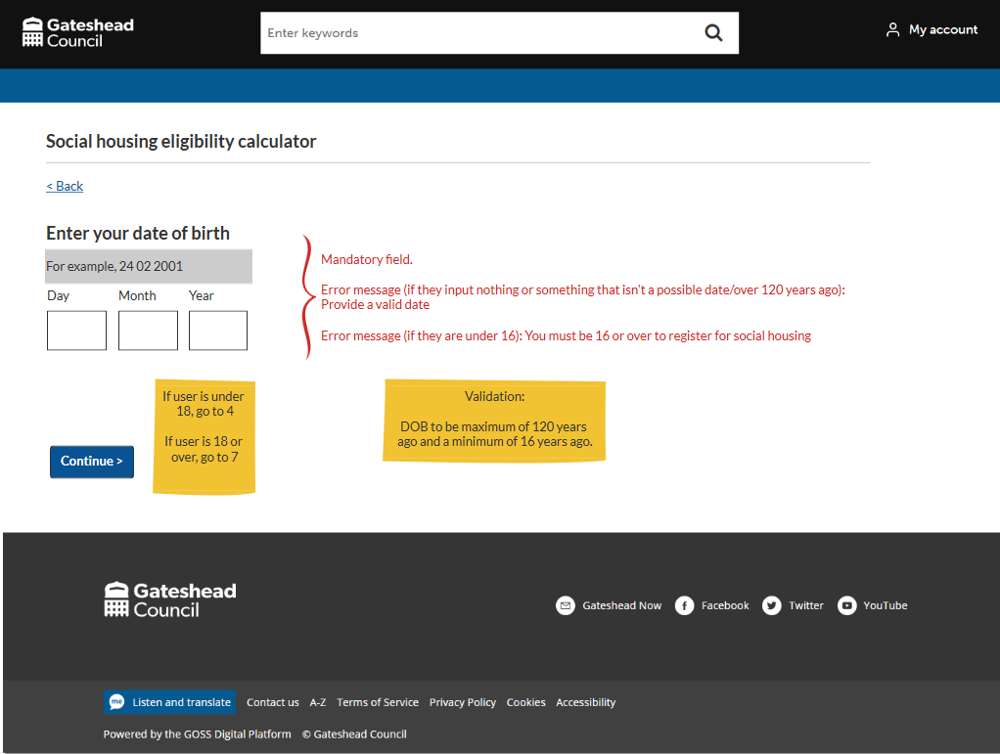 Gateshead
Council
Enter keywords
My account
Social housing eligibility calculator
< Back
Enter your date of birth
For example, 24 02 2001
Day Month Year
Mandatory field.
Error message (if they input nothing or something that isn't a possible date/over 120 years ago):
Provide a valid date
Error message (if they are under 16): You must be 16 or over to register for social housing
If user is under
18, go to 4
If user is 18 or
over, go to 7
Validation:
DOB to be maximum of 120 years
ago and a minimum of 16 years ago.
Continue >
Gateshead
Council
Gateshead Now Facebook Twitter YouTube
me Listen and translate Contact us A-Z Terms of Service Privacy Policy Cookies Accessibility
Powered by the GOSS Digital Platform © Gateshead Council